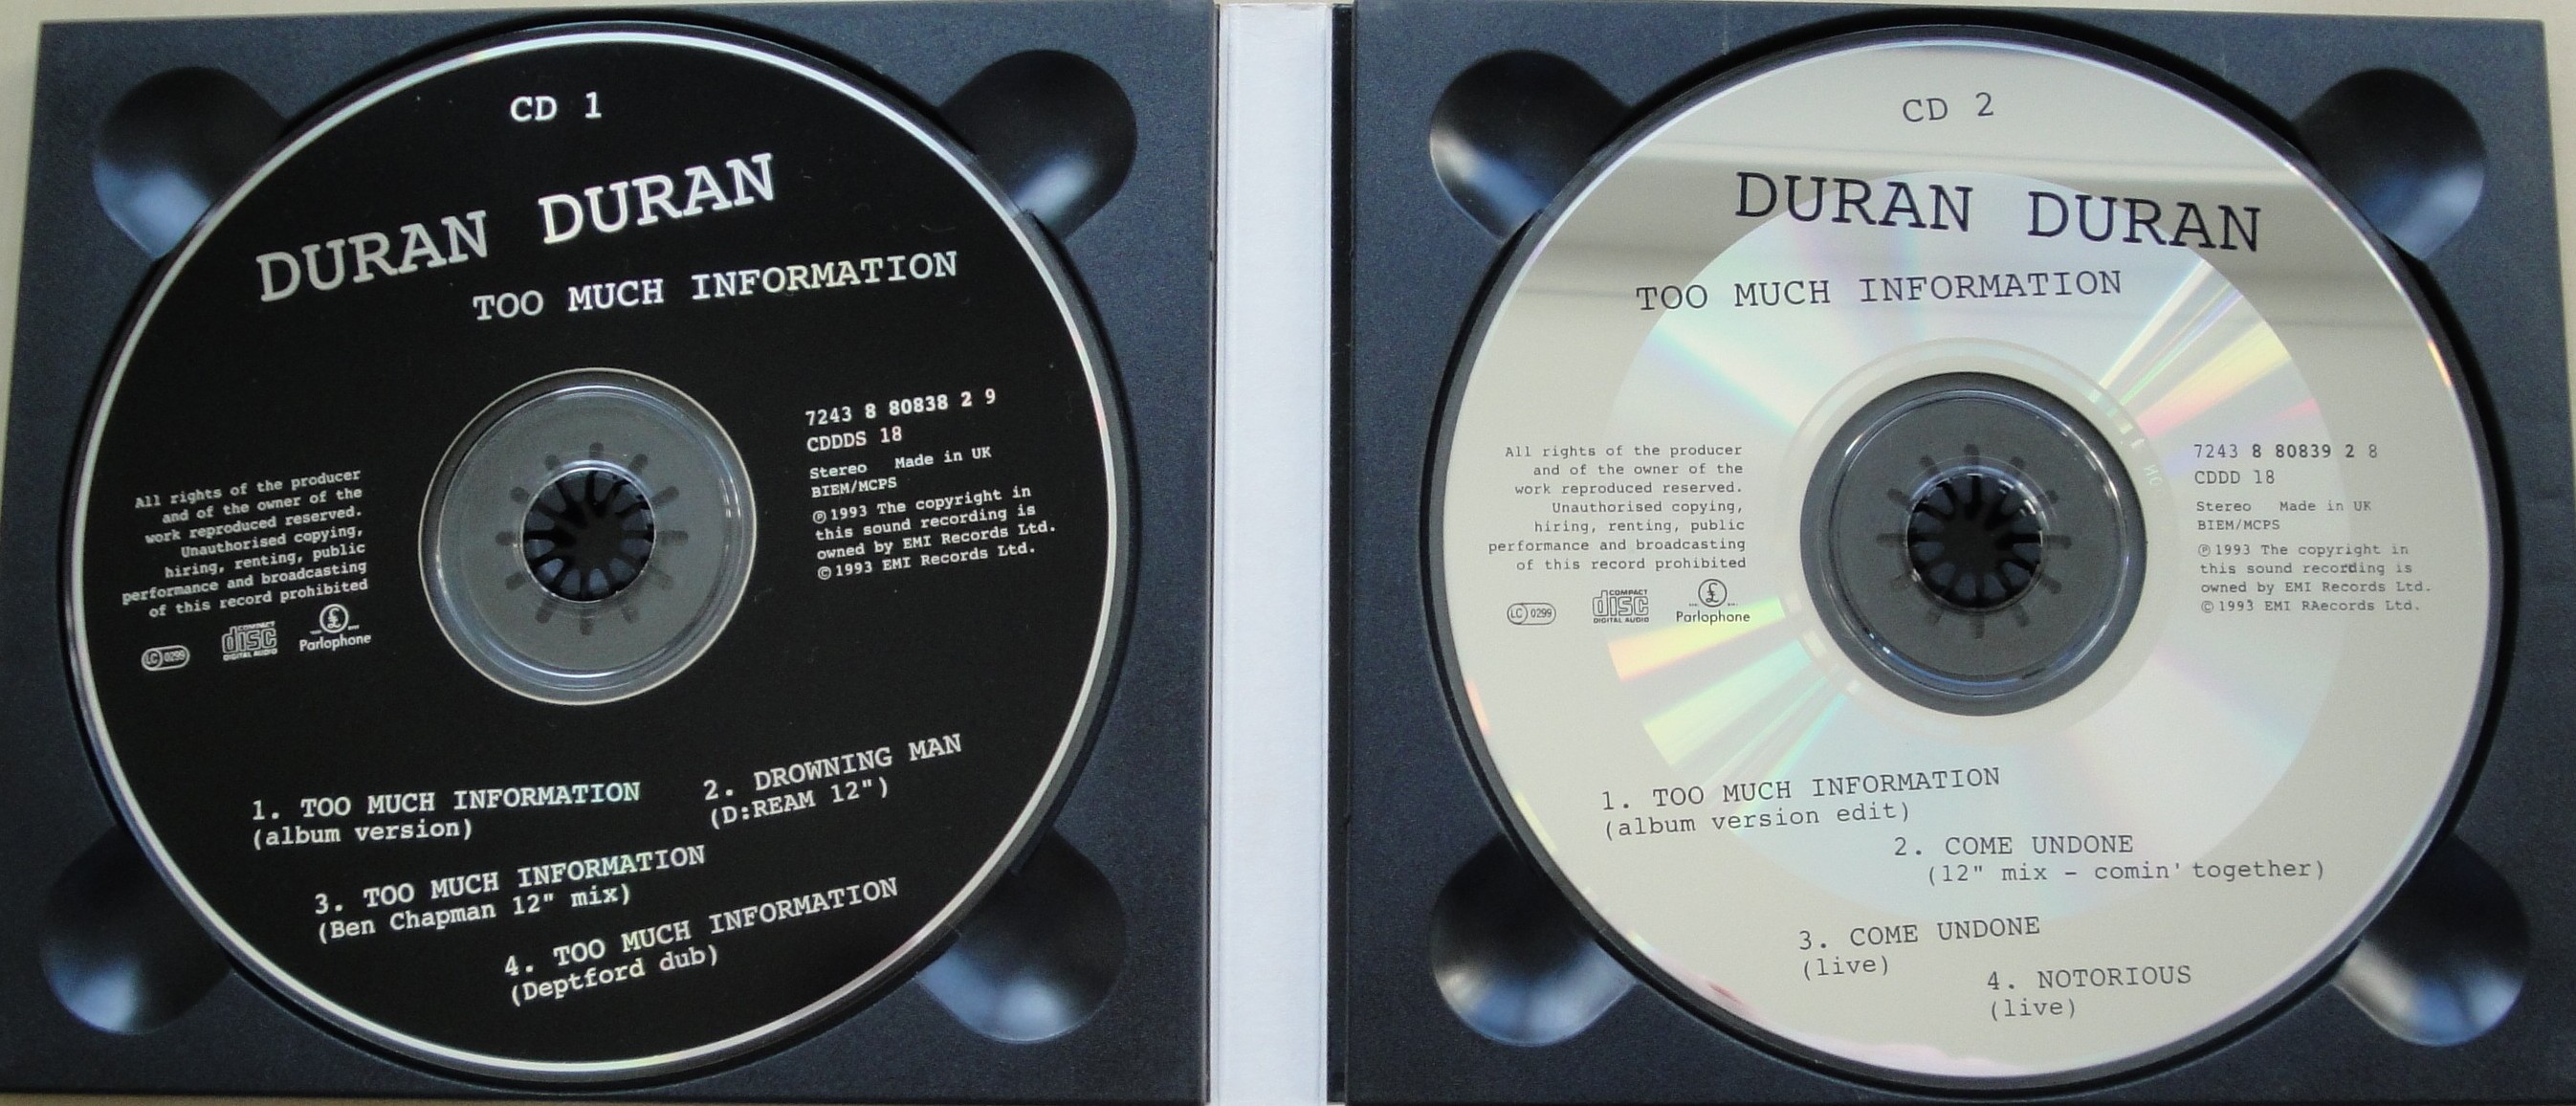 CD 1
DURAN DURAN
TOO MUCH INFORMATION
7243 8 80838 2 9
CDDDS 18
Stereo Made in UK
BIEM/MCPS
℗1993 The copyright in
this sound recording is
owned by EMI Records Ltd.
©1993 EMI Records Ltd.
All rights of the producer
and of the owner of the
work reproduced reserved.
Unauthorised copying,
hiring, renting, public
performance and broadcasting
of this record prohibited
LC 0299
COMPACT
disc
DIGITAL AUDIO
£
Parlophone
1. TOO MUCH INFORMATION
(album version)
2. DROWNING MAN
(D:REAM 12")
3. TOO MUCH INFORMATION
(Ben Chapman 12" mix)
4. TOO MUCH INFORMATION
(Deptford dub)
CD 2
DURAN DURAN
TOO MUCH INFORMATION
All rights of the producer
and of the owner of the
work reproduced reserved.
Unauthorised copying,
hiring, renting, public
performance and broadcasting
of this record prohibited
LC 0299
COMPACT
disc
DIGITAL AUDIO
£
Parlophone
7243 8 80839 2 8
CDDD 18
Stereo Made in UK
BIEM/MCPS
℗1993 The copyright in
this sound recording is
owned by EMI Records Ltd.
©1993 EMI RAecords Ltd.
1. TOO MUCH INFORMATION
(album version edit)
2. COME UNDONE
(12" mix - comin' together)
3. COME UNDONE
(live)
4. NOTORIOUS
(live)